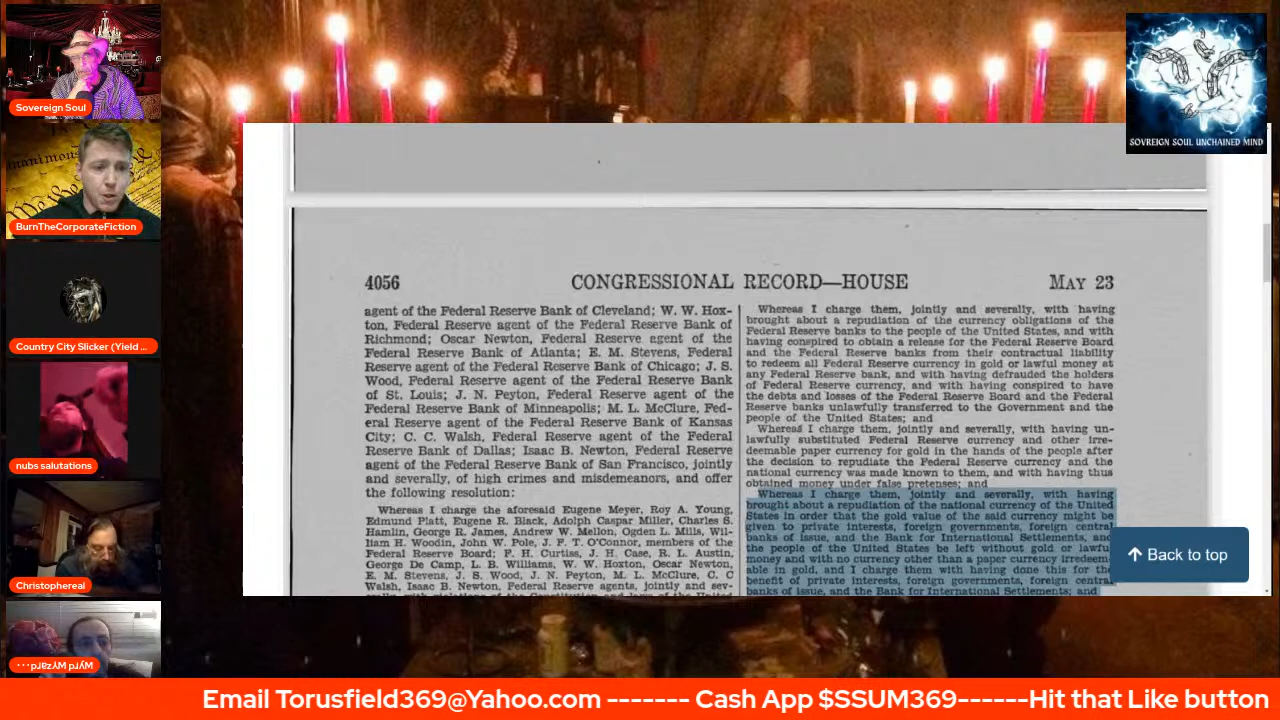 Sovereign Soul
BurnTheCorporateFiction
Country City Slicker (Yield ...
nubs salutations
Christophereal
Myrd Myzard ...
SOVREIGN SOUL UNCHAINED MIND
4056
CONGRESSIONAL RECORD—HOUSE
MAY 23
agent of the Federal Reserve Bank of Cleveland; W. W. Hox-
ton, Federal Reserve agent of the Federal Reserve Bank of
Richmond; Oscar Newton, Federal Reserve agent of the
Federal Reserve Bank of Atlanta; E. M. Stevens, Federal
Reserve agent of the Federal Reserve Bank of Chicago; J. S.
Wood, Federal Reserve agent of the Federal Reserve Bank
of St. Louis; J. N. Peyton, Federal Reserve agent of the
Federal Reserve Bank of Minneapolis; M. L. McClure, Fed-
eral Reserve agent of the Federal Reserve Bank of Kansas
City; C. C. Walsh, Federal Reserve agent of the Federal
Reserve Bank of Dallas; Isaac B. Newton, Federal Reserve
agent of the Federal Reserve Bank of San Francisco, jointly
and severally, of high crimes and misdemeanors, and offer
the following resolution:
Whereas I charge the aforesaid Eugene Meyer, Roy A. Young,
Edmund Platt, Eugene R. Black, Adolph Caspar Miller, Charles S.
Hamlin, George R. James, Andrew W. Mellon, Ogden L. Mills, Wil-
liam H. Woodin, John W. Pole, J. F. T. O'Connor, members of the
Federal Reserve Board; F. H. Curtiss, J. H. Case, R. L. Austin,
George De Camp, L. B. Williams, W. W. Hoxton, Oscar Newton,
E. M. Stevens, J. S. Wood, J. N. Peyton, M. L. McClure, C. C
Walsh, Isaac B. Newton, Federal Reserve agents, jointly and sev-
Whereas I charge them, jointly and severally, with having
brought about a repudiation of the currency obligations of the
Federal Reserve banks to the people of the United States, and with
having conspired to obtain a release for the Federal Reserve Board
and the Federal Reserve banks from their contractual liability
to redeem all Federal Reserve currency in gold or lawful money at
any Federal Reserve bank, and with having defrauded the holders
of Federal Reserve currency, and with having conspired to have
the debts and losses of the Federal Reserve Board and the Federal
Reserve banks unlawfully transferred to the Government and the
people of the United States; and
Whereas I charge them, jointly and severally, with having un-
lawfully substituted Federal Reserve currency and other irre-
deemable paper currency for gold in the hands of the people after
the decision to repudiate the Federal Reserve currency and the
national currency was made known to them, and with having thus
obtained money under false pretenses; and
Whereas I charge them, jointly and severally, with having
brought about a repudiation of the national currency of the United
States in order that the gold value of the said currency might be
given to private interests, foreign governments, foreign central
banks of issue, and the Bank for International Settlements, and
the people of the United States be left without gold or lawfu
money and with no currency other than a paper currency irredeem
able in gold, and I charge them with having done this for the
benefit of private interests, foreign governments, foreign central
banks of issue, and the Bank for International Settlements; and
↑ Back to top
Email Torusfield369@Yahoo.com ------- Cash App $SSUM369------Hit that Like button